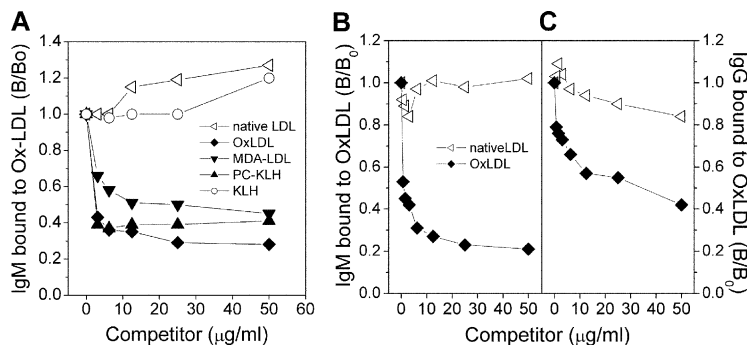 A
IgM bound to Ox-LDL (B/Bo)
1.4
1.2
1.0
0.8
0.6
0.4
0.2
0.0
native LDL
OxLDL
MDA-LDL
PC-KLH
KLH
0 10 20 30 40 50 60
Competitor (μg/ml)
B
IgM bound to OxLDL (B/B₀)
1.2
1.0
0.8
0.6
0.4
0.2
0.0
nativeLDL
OxLDL
0 10 20 30 40 50
C
1.2
1.0
0.8
0.6
0.4
0.2
0.0
IgG bound to OxLDL (B/B₀)
0 10 20 30 40 50
Competitor (μg/ml)